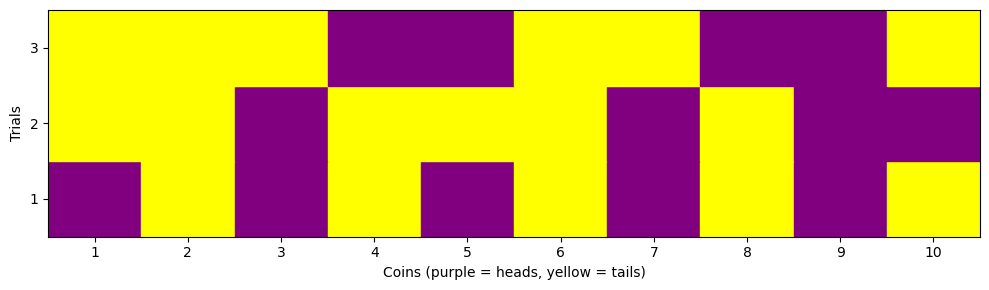 3
2
1
Trials
1 2 3 4 5 6 7 8 9 10
Coins (purple = heads, yellow = tails)